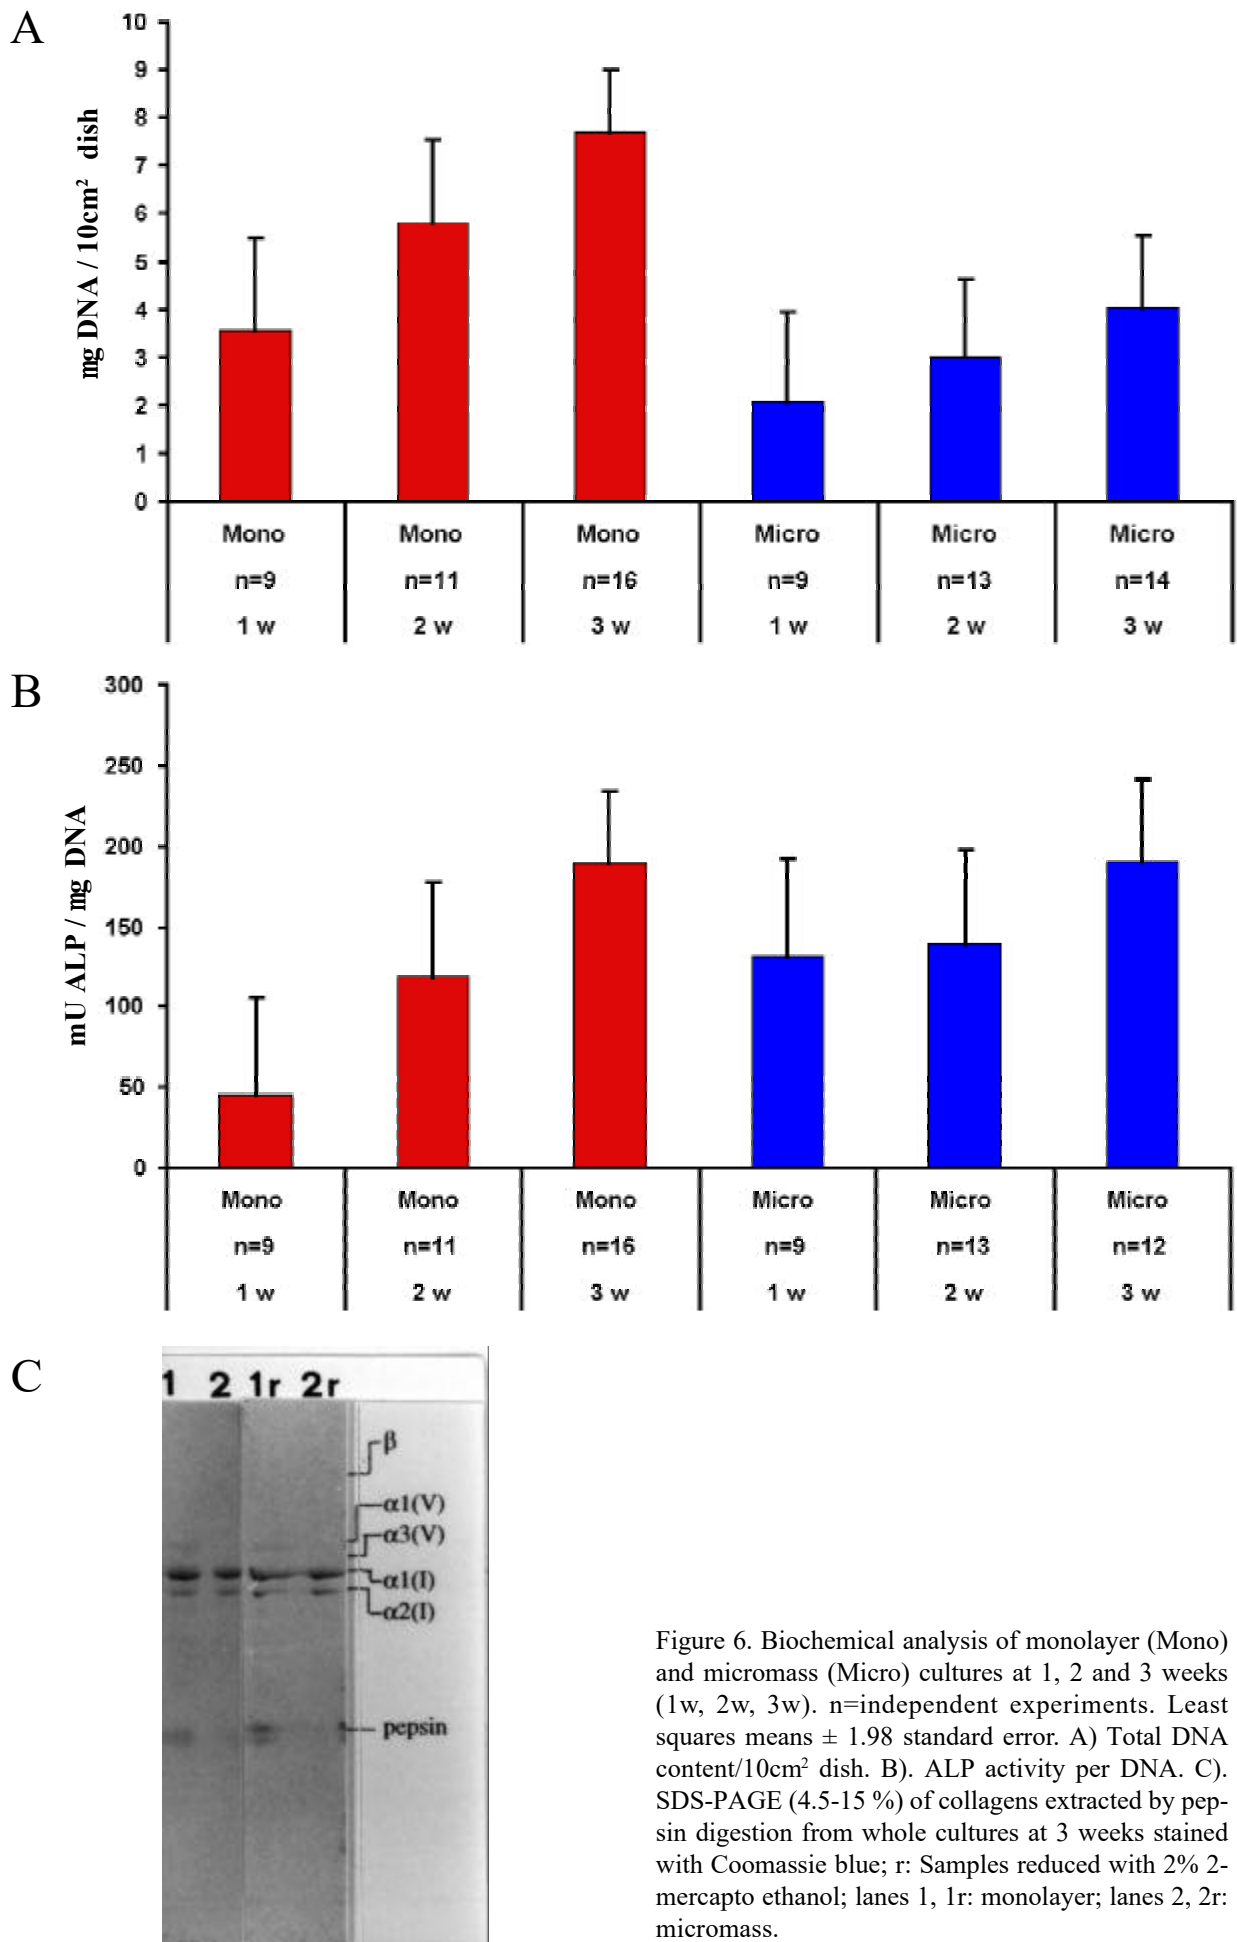 A
10
9
8
7
6
5
4
3
2
1
0
mg DNA / 10cm² dish
Mono Mono Mono Micro Micro Micro
n=9 n=11 n=16 n=9 n=13 n=14
1 w 2 w 3 w 1 w 2 w 3 w
B
300
250
200
150
100
50
0
mU ALP / mg DNA
Mono Mono Mono Micro Micro Micro
n=9 n=11 n=16 n=9 n=13 n=12
1 w 2 w 3 w 1 w 2 w 3 w
C
1 2 1r 2r
β
α1(V)
α3(V)
α1(I)
α2(I)
pepsin
Figure 6. Biochemical analysis of monolayer (Mono)
and micromass (Micro) cultures at 1, 2 and 3 weeks
(1w, 2w, 3w). n=independent experiments. Least
squares means ± 1.98 standard error. A) Total DNA
content/10cm² dish. B). ALP activity per DNA. C).
SDS-PAGE (4.5-15 %) of collagens extracted by pep-
sin digestion from whole cultures at 3 weeks stained
with Coomassie blue; r: Samples reduced with 2% 2-
mercapto ethanol; lanes 1, 1r: monolayer; lanes 2, 2r:
micromass.